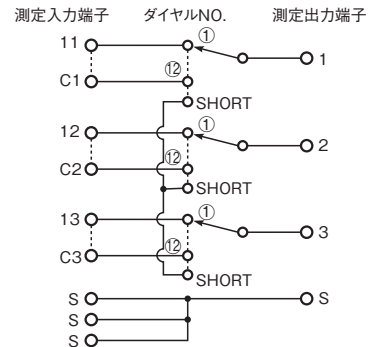 測定入力端子 ダイヤルNO. 測定出力端子
11 ① 1
C1 ⑫
SHORT
12 ① 2
C2 ⑫
SHORT
13 ① 3
C3 ⑫
SHORT
S S
S
S